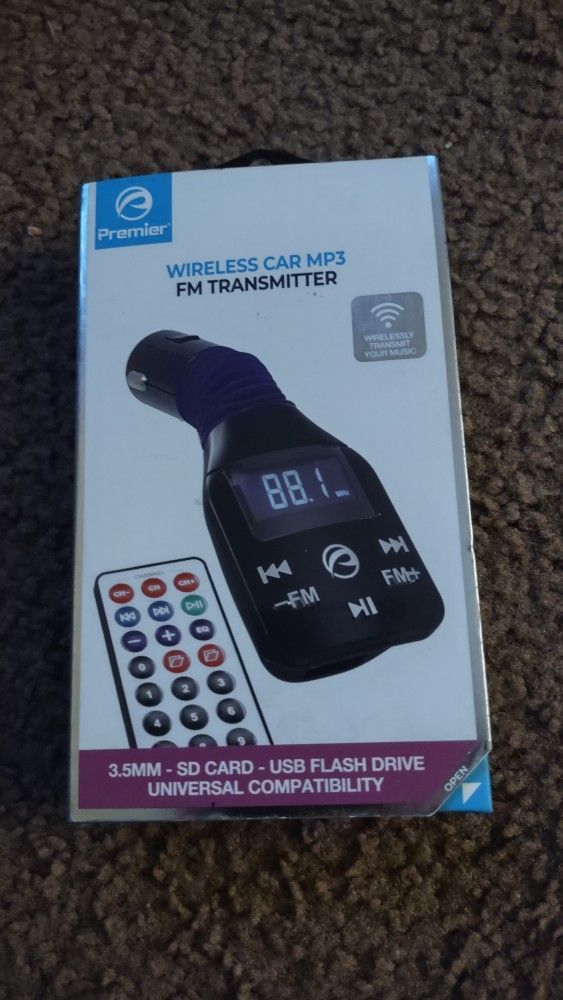 Premier
WIRELESS CAR MP3
FM TRANSMITTER
WIRELESSLY
TRANSMIT
YOUR MUSIC
88.1 MHz
−FM
FM+
CHANNEL
CH- CH CH+
− + EQ
0
1 2 3
4 5 6
8 9
3.5MM - SD CARD - USB FLASH DRIVE
UNIVERSAL COMPATIBILITY
OPEN